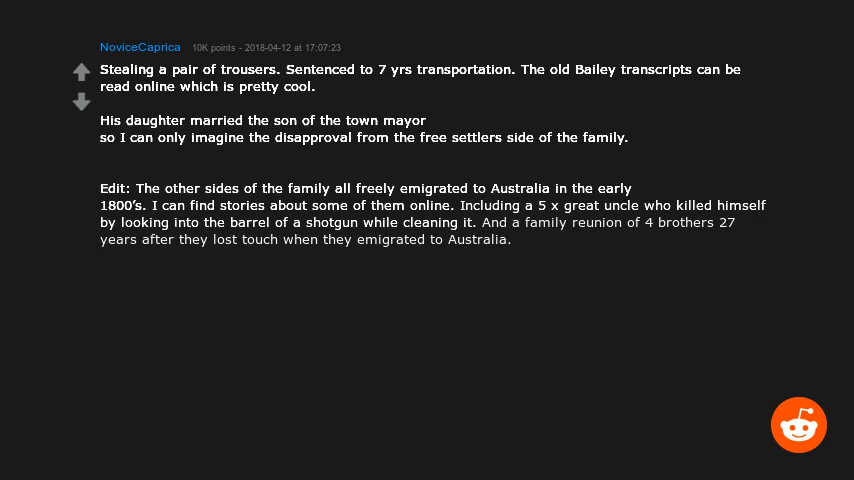 NoviceCaprica 10K points - 2018-04-12 at 17:07:23
Stealing a pair of trousers. Sentenced to 7 yrs transportation. The old Bailey transcripts can be
read online which is pretty cool.
His daughter married the son of the town mayor
so I can only imagine the disapproval from the free settlers side of the family.
Edit: The other sides of the family all freely emigrated to Australia in the early
1800's. I can find stories about some of them online. Including a 5 x great uncle who killed himself
by looking into the barrel of a shotgun while cleaning it. And a family reunion of 4 brothers 27
years after they lost touch when they emigrated to Australia.